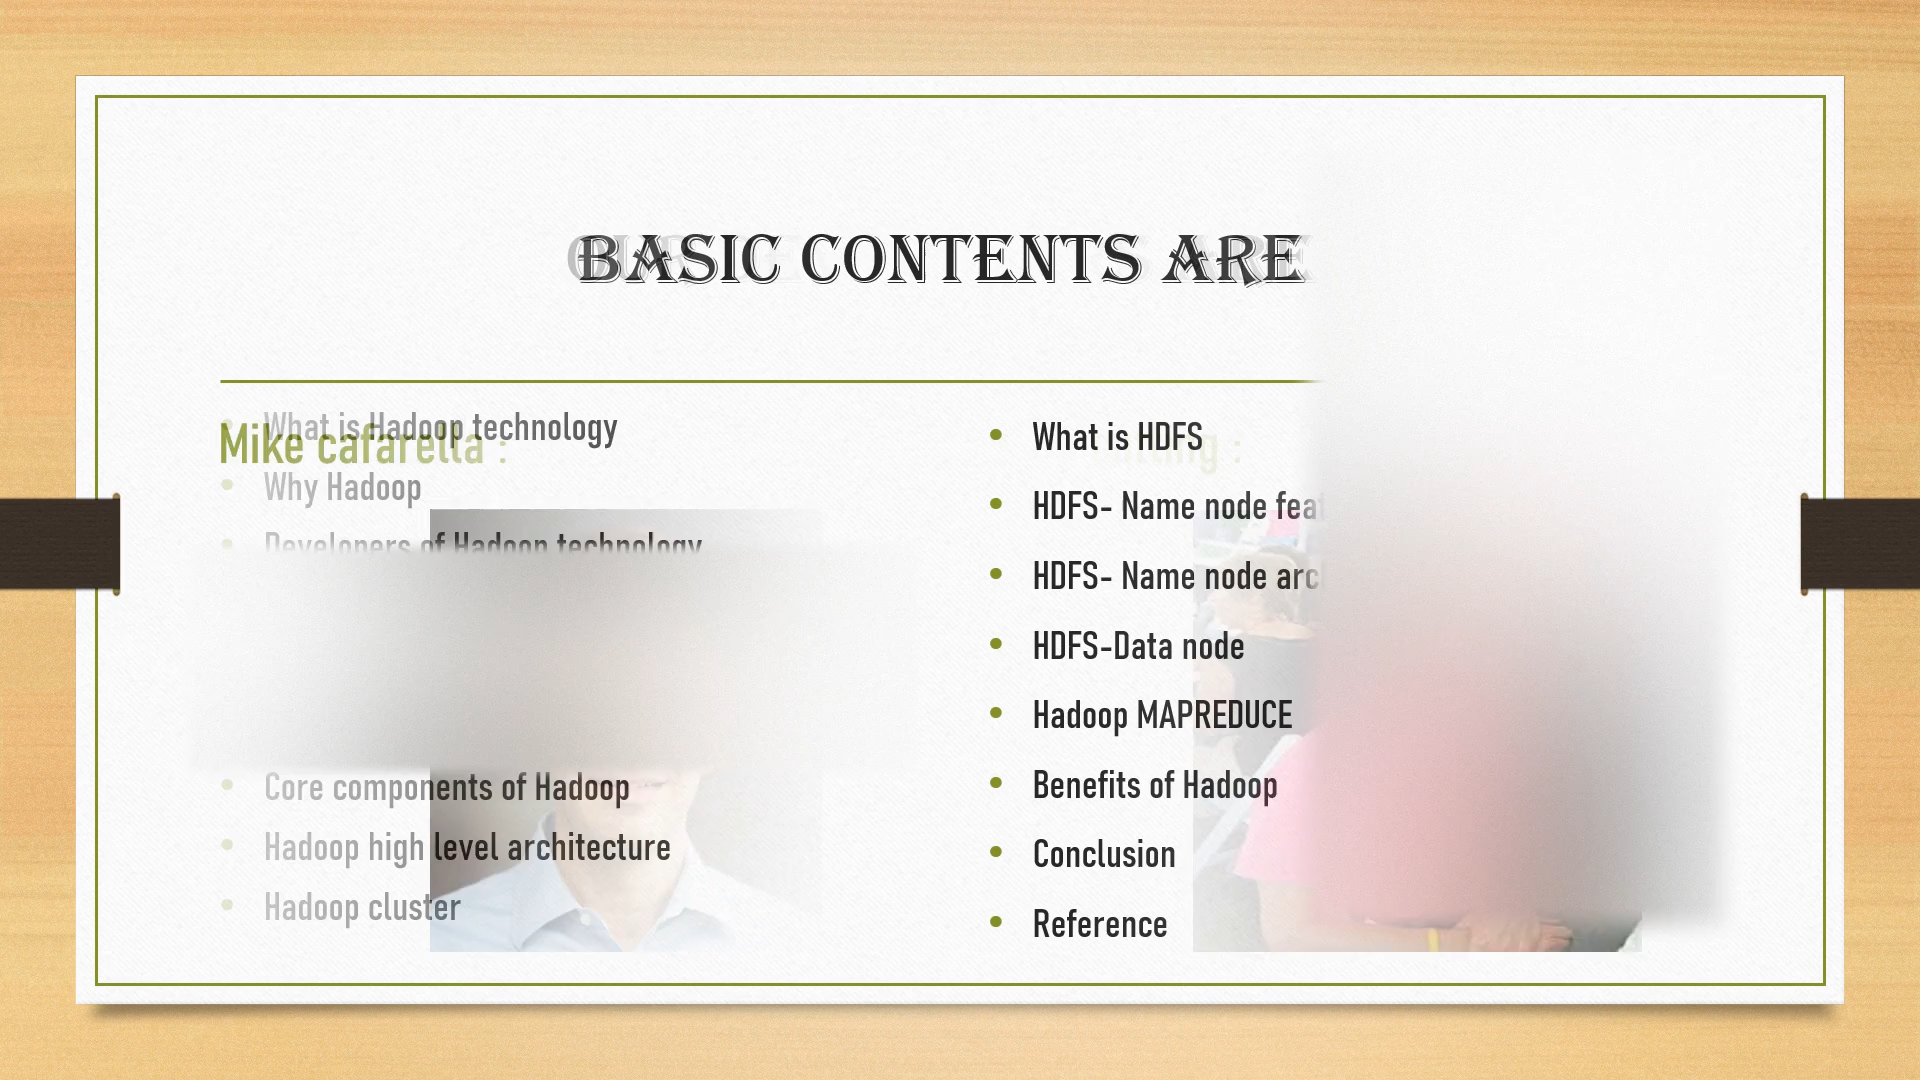 BASIC CONTENTS ARE
What is Hadoop technology
Mike cafarella :
Why Hadoop
Developers of Hadoop technology
Core components of Hadoop
Hadoop high level architecture
Hadoop cluster
What is HDFS
HDFS- Name node
HDFS- Name node
HDFS-Data node
Hadoop MAPREDUCE
Benefits of Hadoop
Conclusion
Reference